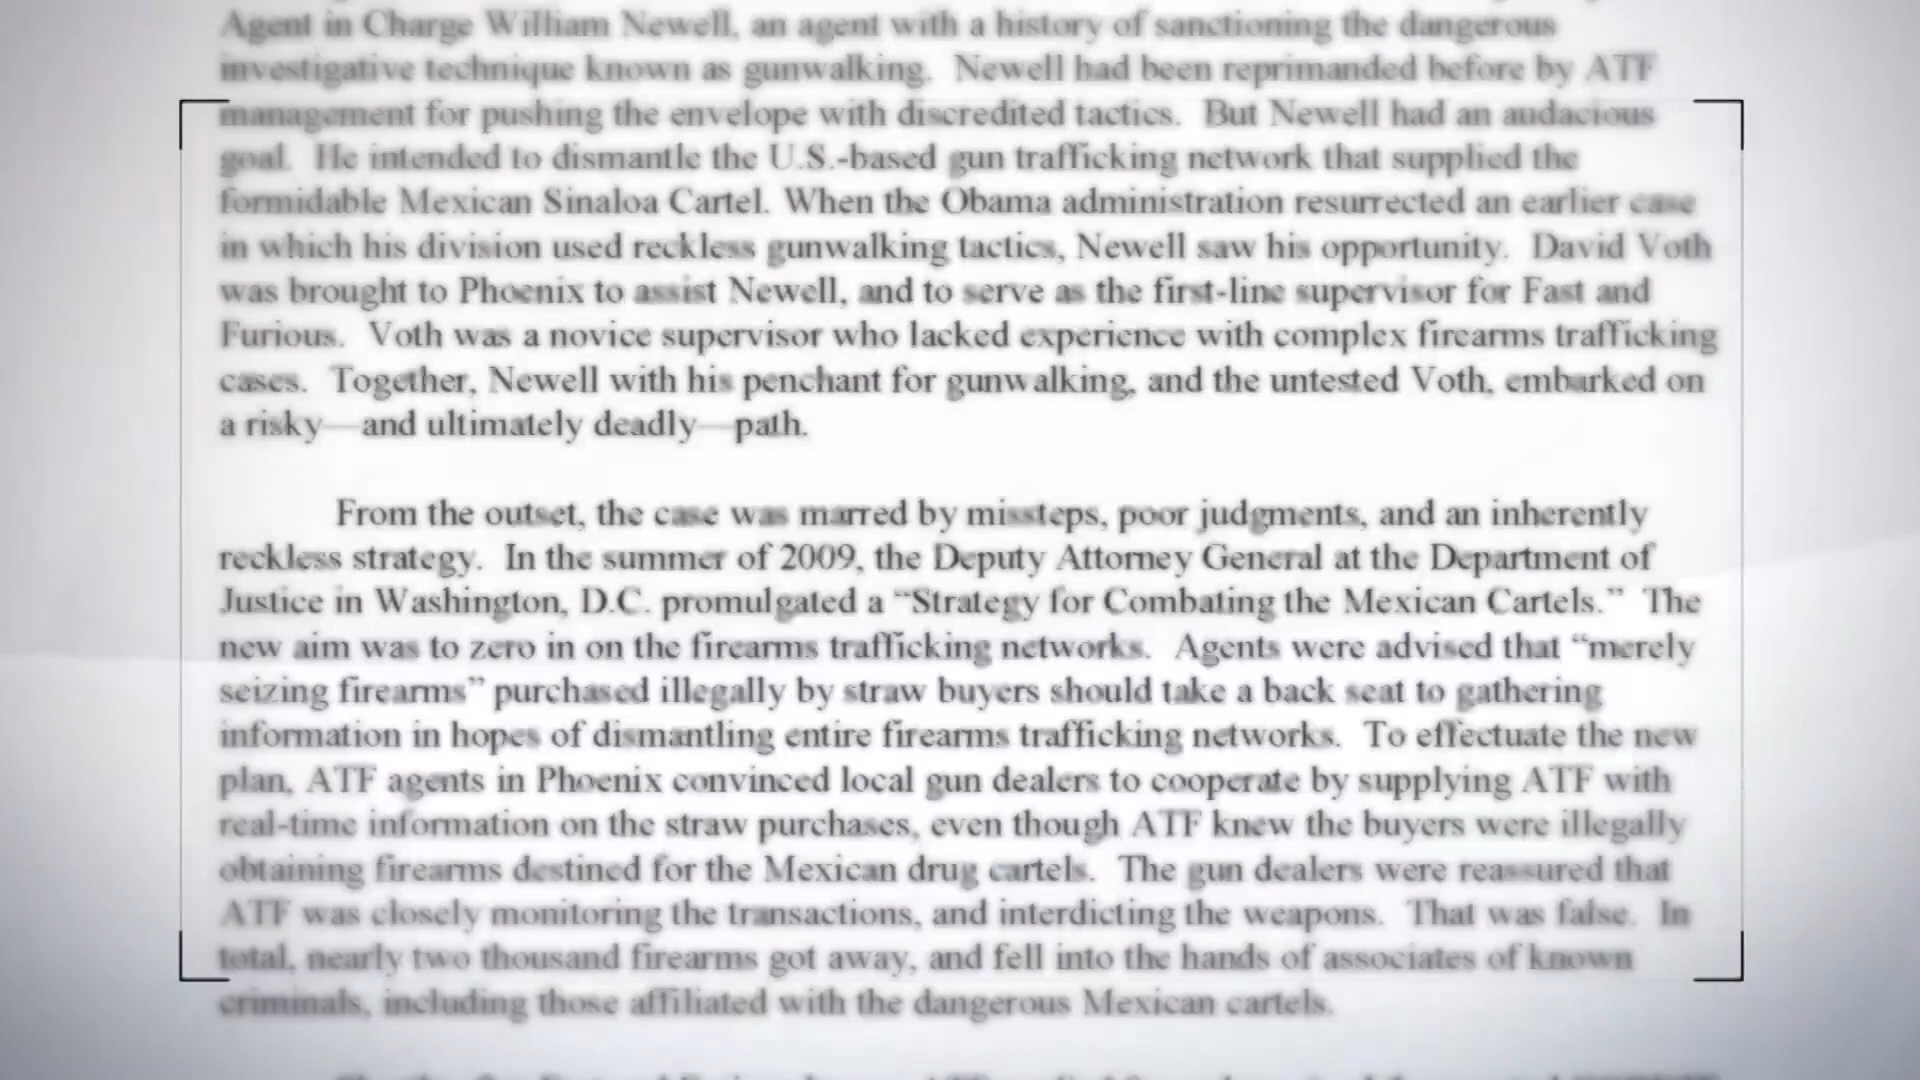 Agent in Charge William Newell, an agent with a history of sanctioning the dangerous
investigative technique known as gunwalking. Newell had been reprimanded before by ATF
management for pushing the envelope with discredited tactics. But Newell had an audacious
goal. He intended to dismantle the U.S.-based gun trafficking network that supplied the
formidable Mexican Sinaloa Cartel. When the Obama administration resurrected an earlier case
in which his division used reckless gunwalking tactics, Newell saw his opportunity. David Voth
was brought to Phoenix to assist Newell, and to serve as the first-line supervisor for Fast and
Furious. Voth was a novice supervisor who lacked experience with complex firearms trafficking
cases. Together, Newell with his penchant for gunwalking, and the untested Voth, embarked on
a risky—and ultimately deadly—path.
From the outset, the case was marred by missteps, poor judgments, and an inherently
reckless strategy. In the summer of 2009, the Deputy Attorney General at the Department of
Justice in Washington, D.C. promulgated a “Strategy for Combating the Mexican Cartels.” The
new aim was to zero in on the firearms trafficking networks. Agents were advised that “merely
seizing firearms” purchased illegally by straw buyers should take a back seat to gathering
information in hopes of dismantling entire firearms trafficking networks. To effectuate the new
plan, ATF agents in Phoenix convinced local gun dealers to cooperate by supplying ATF with
real-time information on the straw purchases, even though ATF knew the buyers were illegally
obtaining firearms destined for the Mexican drug cartels. The gun dealers were reassured that
ATF was closely monitoring the transactions, and interdicting the weapons. That was false. In
total, nearly two thousand firearms got away, and fell into the hands of associates of known
criminals, including those affiliated with the dangerous Mexican cartels.